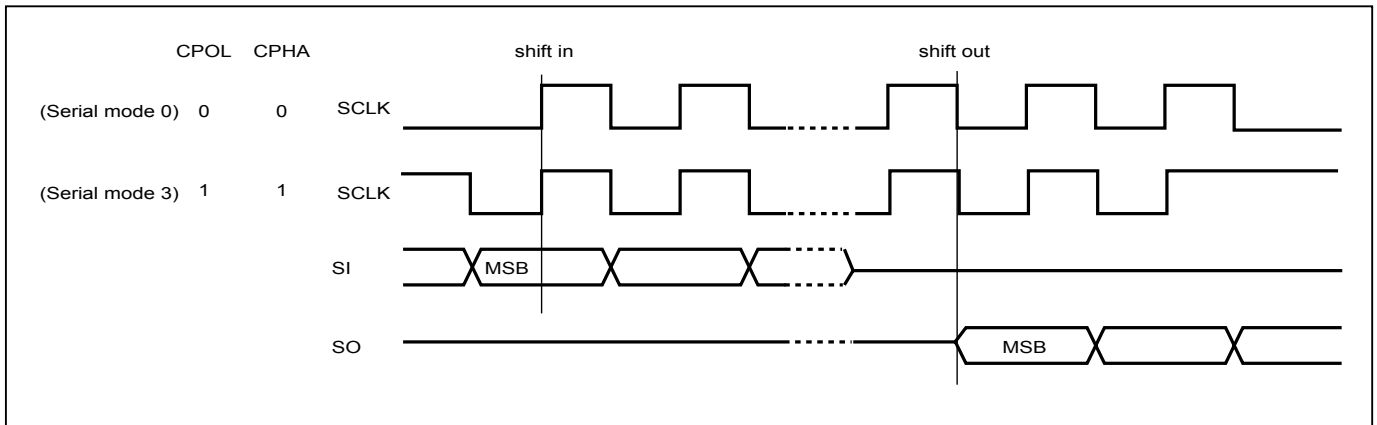 CPOL CPHA shift in shift out
(Serial mode 0) 0 0 SCLK
(Serial mode 3) 1 1 SCLK
SI MSB
SO MSB